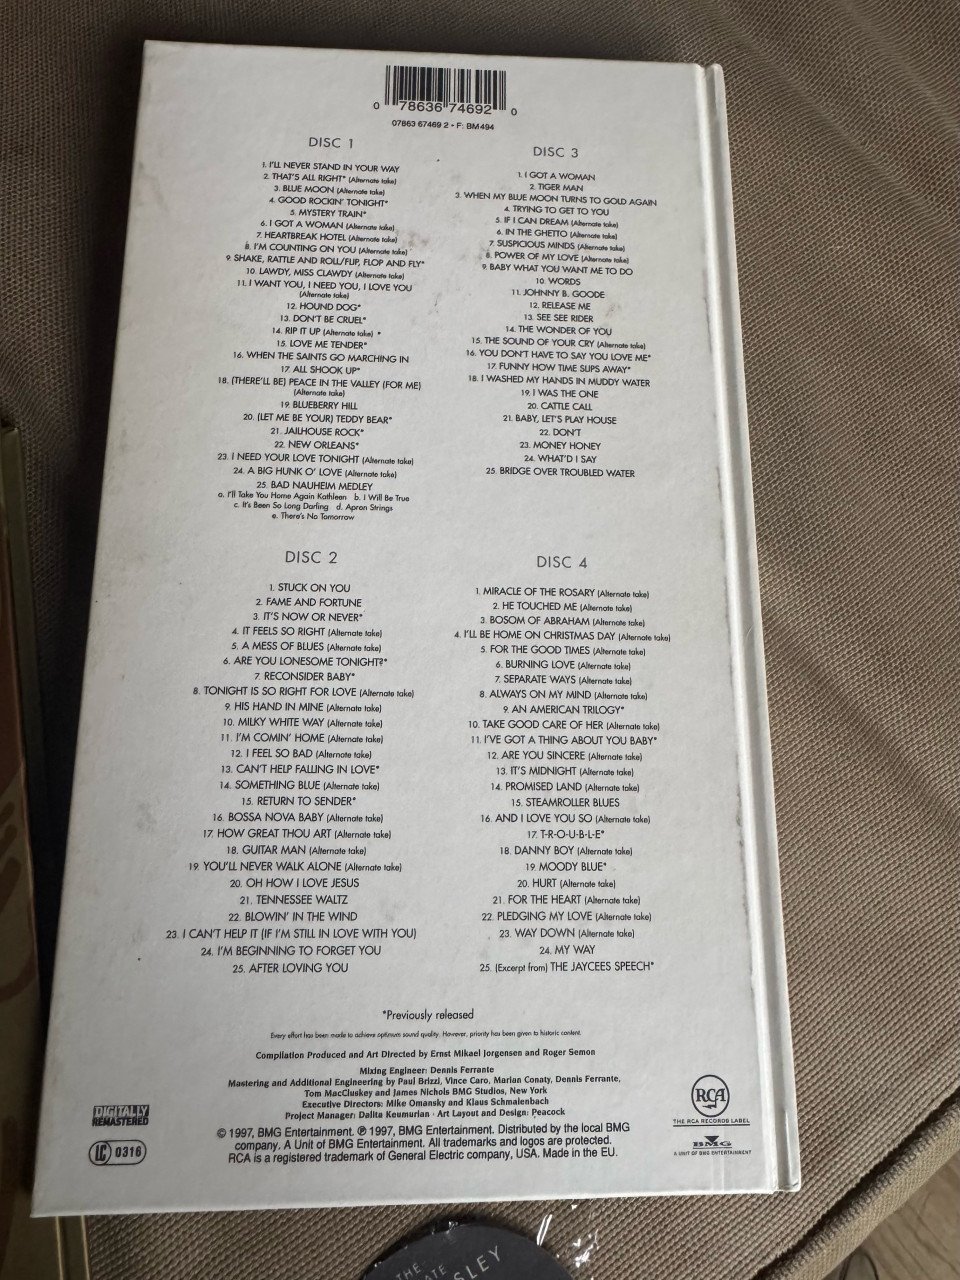 0 78636 74692 0
07863 67469 2 • F: BM494
DISC 1
1. I'LL NEVER STAND IN YOUR WAY
2. THAT'S ALL RIGHT* (Alternate take)
3. BLUE MOON (Alternate take)
4. GOOD ROCKIN' TONIGHT*
5. MYSTERY TRAIN*
6. I GOT A WOMAN (Alternate take)
7. HEARTBREAK HOTEL (Alternate take)
8. I'M COUNTING ON YOU (Alternate take)
9. SHAKE, RATTLE AND ROLL/FLIP, FLOP AND FLY*
10. LAWDY, MISS CLAWDY (Alternate take)
11. I WANT YOU, I NEED YOU, I LOVE YOU
(Alternate take)
12. HOUND DOG*
13. DON'T BE CRUEL*
14. RIP IT UP (Alternate take) *
15. LOVE ME TENDER*
16. WHEN THE SAINTS GO MARCHING IN
17. ALL SHOOK UP*
18. (THERE'LL BE) PEACE IN THE VALLEY (FOR ME)
(Alternate take)
19. BLUEBERRY HILL
20. (LET ME BE YOUR) TEDDY BEAR*
21. JAILHOUSE ROCK*
22. NEW ORLEANS*
23. I NEED YOUR LOVE TONIGHT (Alternate take)
24. A BIG HUNK O' LOVE (Alternate take)
25. BAD NAUHEIM MEDLEY
a. I'll Take You Home Again Kathleen b. I Will Be True
c. It's Been So Long Darling d. Apron Strings
e. There's No Tomorrow
DISC 3
1. I GOT A WOMAN
2. TIGER MAN
3. WHEN MY BLUE MOON TURNS TO GOLD AGAIN
4. TRYING TO GET TO YOU
5. IF I CAN DREAM (Alternate take)
6. IN THE GHETTO (Alternate take)
7. SUSPICIOUS MINDS (Alternate take)
8. POWER OF MY LOVE (Alternate take)
9. BABY WHAT YOU WANT ME TO DO
10. WORDS
11. JOHNNY B. GOODE
12. RELEASE ME
13. SEE SEE RIDER
14. THE WONDER OF YOU
15. THE SOUND OF YOUR CRY (Alternate take)
16. YOU DON'T HAVE TO SAY YOU LOVE ME*
17. FUNNY HOW TIME SLIPS AWAY*
18. I WASHED MY HANDS IN MUDDY WATER
19. I WAS THE ONE
20. CATTLE CALL
21. BABY, LET'S PLAY HOUSE
22. DON'T
23. MONEY HONEY
24. WHAT'D I SAY
25. BRIDGE OVER TROUBLED WATER
DISC 2
1. STUCK ON YOU
2. FAME AND FORTUNE
3. IT'S NOW OR NEVER*
4. IT FEELS SO RIGHT (Alternate take)
5. A MESS OF BLUES (Alternate take)
6. ARE YOU LONESOME TONIGHT?*
7. RECONSIDER BABY*
8. TONIGHT IS SO RIGHT FOR LOVE (Alternate take)
9. HIS HAND IN MINE (Alternate take)
10. MILKY WHITE WAY (Alternate take)
11. I'M COMIN' HOME (Alternate take)
12. I FEEL SO BAD (Alternate take)
13. CAN'T HELP FALLING IN LOVE*
14. SOMETHING BLUE (Alternate take)
15. RETURN TO SENDER*
16. BOSSA NOVA BABY (Alternate take)
17. HOW GREAT THOU ART (Alternate take)
18. GUITAR MAN (Alternate take)
19. YOU'LL NEVER WALK ALONE (Alternate take)
20. OH HOW I LOVE JESUS
21. TENNESSEE WALTZ
22. BLOWIN' IN THE WIND
23. I CAN'T HELP IT (IF I'M STILL IN LOVE WITH YOU)
24. I'M BEGINNING TO FORGET YOU
25. AFTER LOVING YOU
DISC 4
1. MIRACLE OF THE ROSARY (Alternate take)
2. HE TOUCHED ME (Alternate take)
3. BOSOM OF ABRAHAM (Alternate take)
4. I'LL BE HOME ON CHRISTMAS DAY (Alternate take)
5. FOR THE GOOD TIMES (Alternate take)
6. BURNING LOVE (Alternate take)
7. SEPARATE WAYS (Alternate take)
8. ALWAYS ON MY MIND (Alternate take)
9. AN AMERICAN TRILOGY*
10. TAKE GOOD CARE OF HER (Alternate take)
11. I'VE GOT A THING ABOUT YOU BABY*
12. ARE YOU SINCERE (Alternate take)
13. IT'S MIDNIGHT (Alternate take)
14. PROMISED LAND (Alternate take)
15. STEAMROLLER BLUES
16. AND I LOVE YOU SO (Alternate take)
17. T-R-O-U-B-L-E*
18. DANNY BOY (Alternate take)
19. MOODY BLUE*
20. HURT (Alternate take)
21. FOR THE HEART (Alternate take)
22. PLEDGING MY LOVE (Alternate take)
23. WAY DOWN (Alternate take)
24. MY WAY
25. (Excerpt from) THE JAYCEES SPEECH*
*Previously released
Every effort has been made to achieve optimum sound quality. However, priority has been given to historic content.
Compilation Produced and Art Directed by Ernst Mikael Jorgensen and Roger Semon
Mixing Engineer: Dennis Ferrante
Mastering and Additional Engineering by Paul Brizzi, Vince Caro, Marian Conaty, Dennis Ferrante,
Tom MacCluskey and James Nichols BMG Studios, New York
Executive Directors: Mike Omansky and Klaus Schmalenbach
Project Manager: Dalita Keumurian · Art Layout and Design: Peacock
© 1997, BMG Entertainment. ℗ 1997, BMG Entertainment. Distributed by the local BMG
company. A Unit of BMG Entertainment. All trademarks and logos are protected.
RCA is a registered trademark of General Electric company, USA. Made in the EU.
DIGITALLY
REMASTERED
LC 0316
RCA
THE RCA RECORDS LABEL
BMG
A UNIT OF BMG ENTERTAINMENT
THE